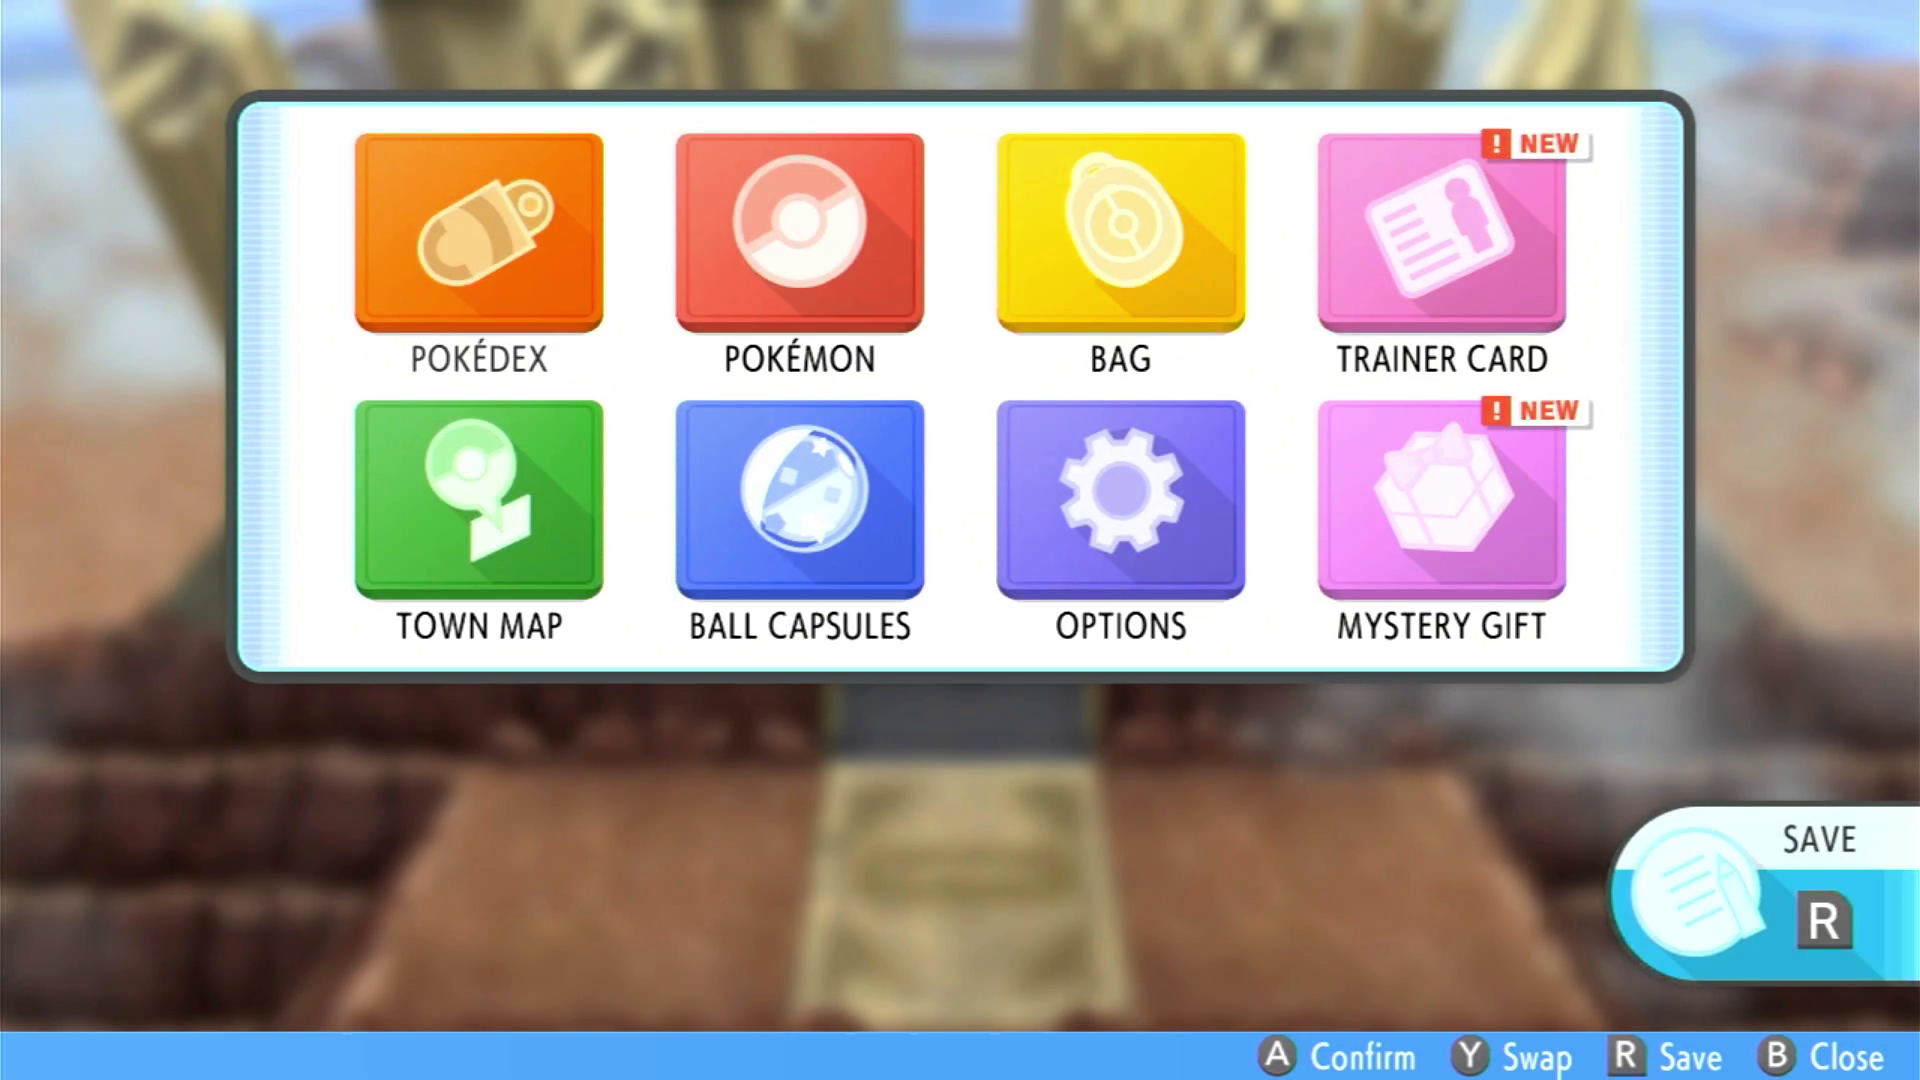 ! NEW
POKÉDEX POKÉMON BAG TRAINER CARD
! NEW
TOWN MAP BALL CAPSULES OPTIONS MYSTERY GIFT
SAVE
R
A Confirm Y Swap R Save B Close